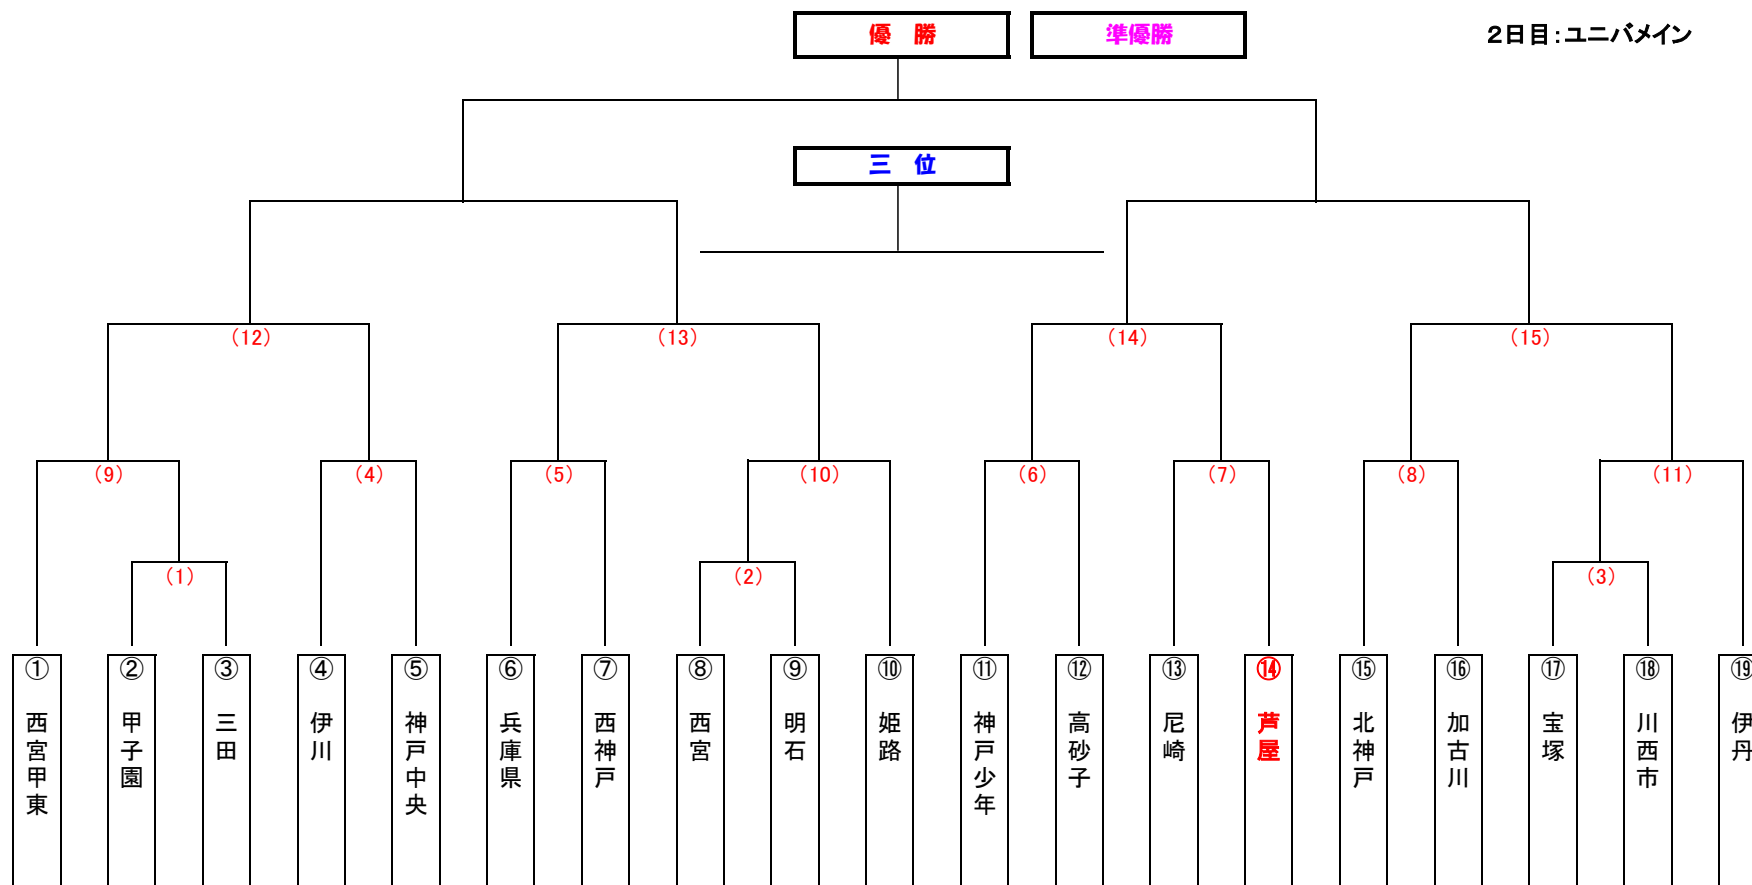 優　勝
準優勝
2日目：ユニバメイン
三　位
(12)
(13)
(14)
(15)
(9)
(4)
(5)
(10)
(6)
(7)
(8)
(11)
(1)
(2)
(3)
① 西宮甲東
② 甲子園
③ 三田
④ 伊川
⑤ 神戸中央
⑥ 兵庫県
⑦ 西神戸
⑧ 西宮
⑨ 明石
⑩ 姫路
⑪ 神戸少年
⑫ 高砂子
⑬ 尼崎
⑭ 芦屋
⑮ 北神戸
⑯ 加古川
⑰ 宝塚
⑱ 川西市
⑲ 伊丹